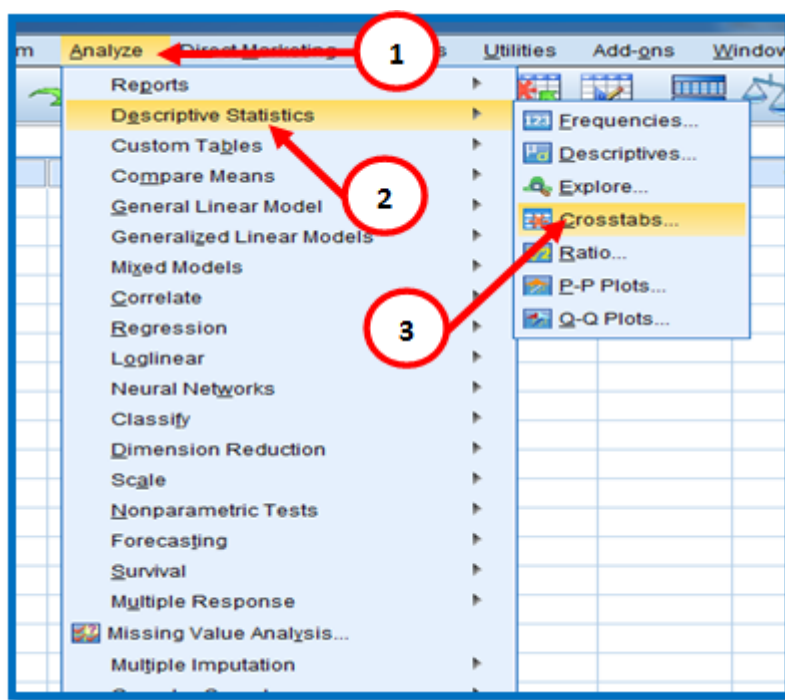 m Analyze Direct Marketing s Utilities Add-ons Window
1
Reports
Descriptive Statistics
2
Custom Tables
Compare Means
General Linear Model
Generalized Linear Models
Mixed Models
Correlate
Regression
Loglinear
Neural Networks
Classify
Dimension Reduction
Scale
Nonparametric Tests
Forecasting
Survival
Multiple Response
Missing Value Analysis...
Multiple Imputation
123 Frequencies...
Descriptives...
Explore...
Crosstabs...
3
Ratio...
P-P Plots...
Q-Q Plots...